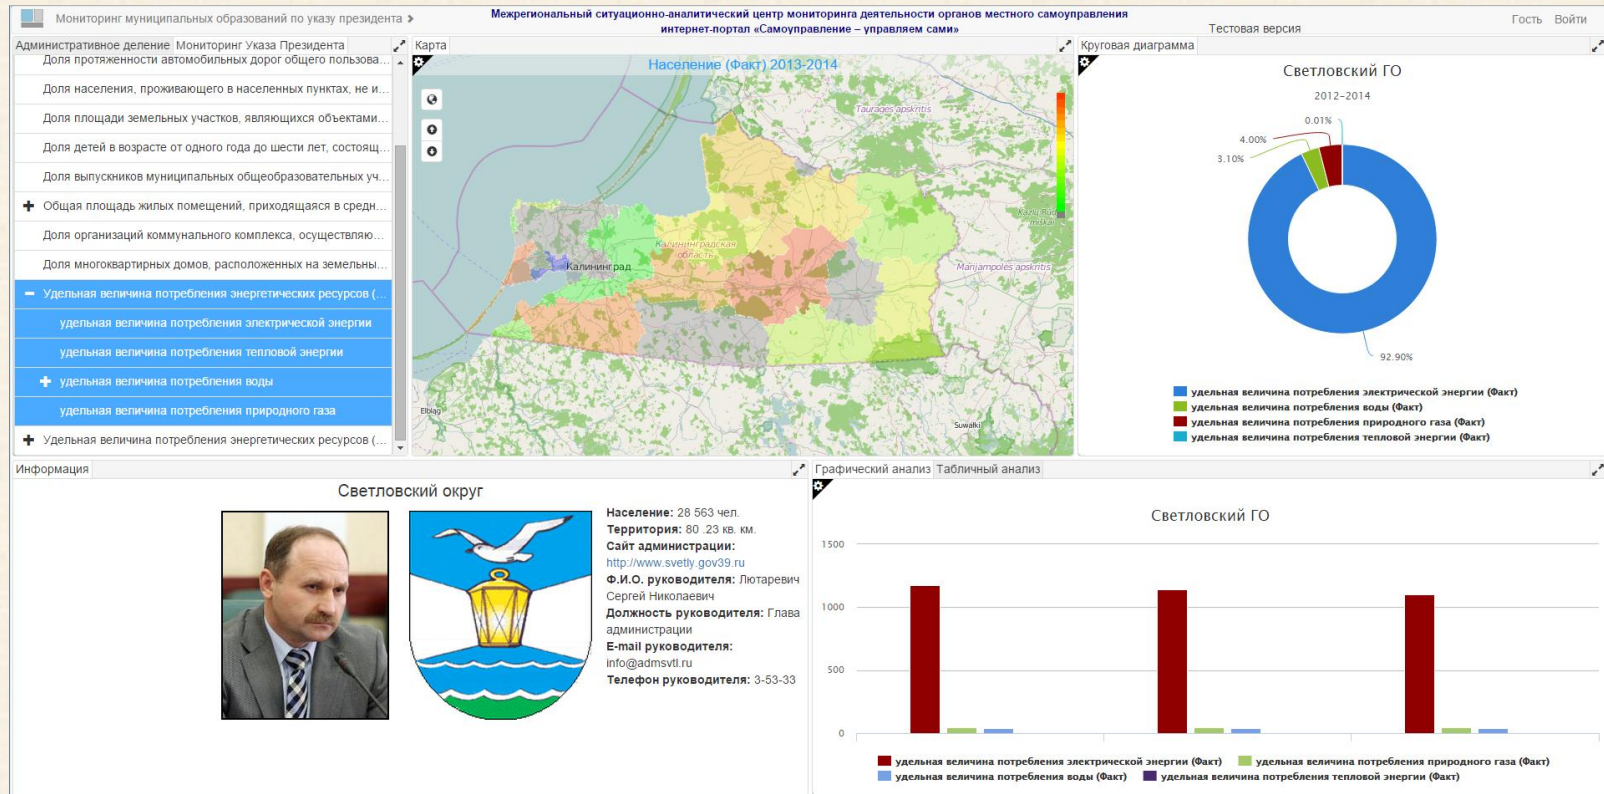 Мониторинг муниципальных образований по указу президента
Межрегиональный ситуационно-аналитический центр мониторинга деятельности органов местного самоуправления
интернет-портал «Самоуправление – управляем сами»
Тестовая версия
Гость Войти
Административное деление Мониторинг Указа Президента
Доля протяженности автомобильных дорог общего пользова...
Доля населения, проживающего в населенных пунктах, не и...
Доля площади земельных участков, являющихся объектами...
Доля детей в возрасте от одного года до шести лет, состоящ...
Доля выпускников муниципальных общеобразовательных уч...
+ Общая площадь жилых помещений, приходящаяся в средн...
Доля организаций коммунального комплекса, осуществляю...
Доля многоквартирных домов, расположенных на земельны...
− Удельная величина потребления энергетических ресурсов (...
удельная величина потребления электрической энергии
удельная величина потребления тепловой энергии
+ удельная величина потребления воды
удельная величина потребления природного газа
+ Удельная величина потребления энергетических ресурсов (...
Карта
Население (Факт) 2013-2014
Taurages apskritis
Kazlų Rūd
miškai
Калининградская
область
Калининград
Marijampoles apskritis
Elbląg
Suwałki
Круговая диаграмма
Светловский ГО
2012-2014
0.01%
4.00%
3.10%
92.90%
удельная величина потребления электрической энергии (Факт)
удельная величина потребления воды (Факт)
удельная величина потребления природного газа (Факт)
удельная величина потребления тепловой энергии (Факт)
Информация
Светловский округ
Население: 28 563 чел.
Территория: 80 .23 кв. км.
Сайт администрации:
http://www.svetly.gov39.ru
Ф.И.О. руководителя: Лютаревич
Сергей Николаевич
Должность руководителя: Глава
администрации
E-mail руководителя:
info@admsvtl.ru
Телефон руководителя: 3-53-33
Графический анализ Табличный анализ
Светловский ГО
1500
1000
500
0
удельная величина потребления электрической энергии (Факт) удельная величина потребления природного газа (Факт)
удельная величина потребления воды (Факт) удельная величина потребления тепловой энергии (Факт)